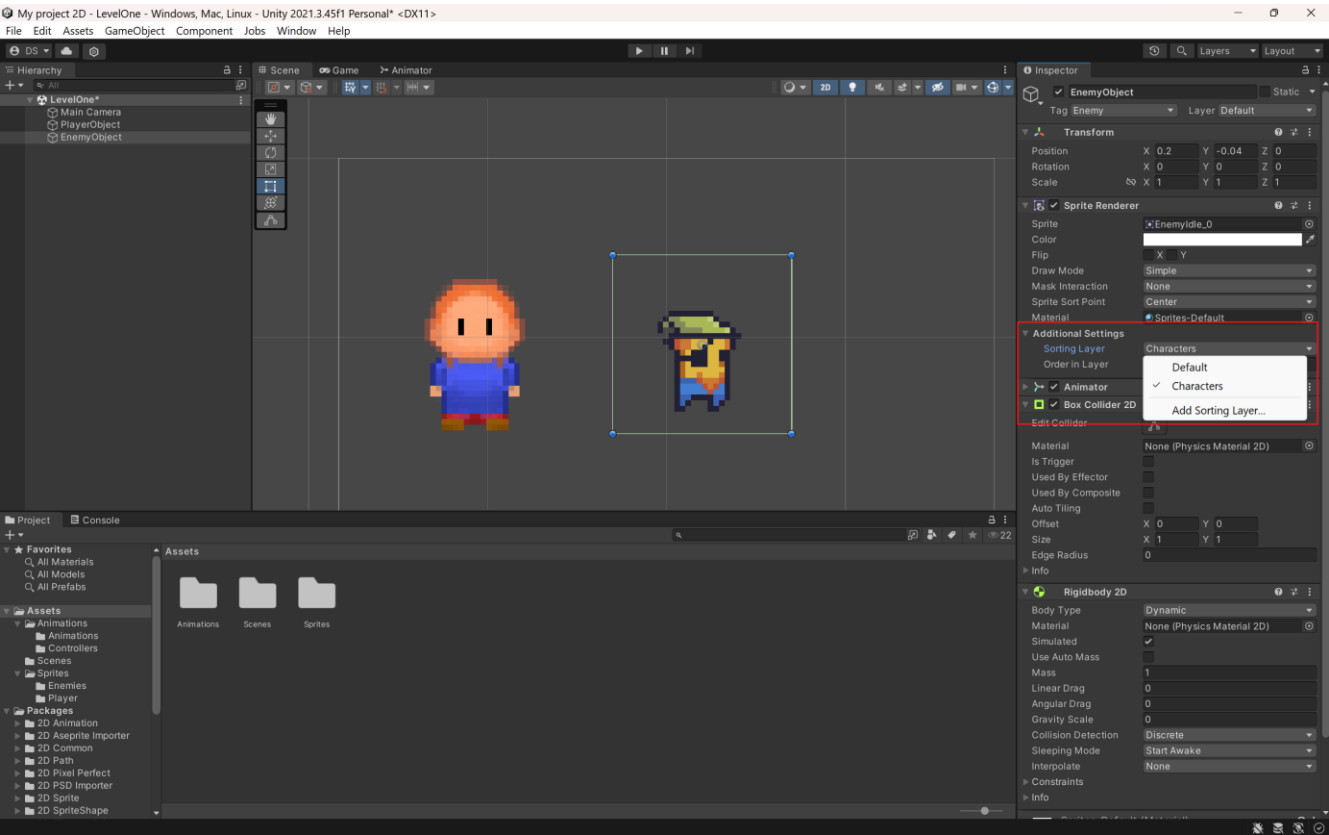 My project 2D - LevelOne - Windows, Mac, Linux - Unity 2021.3.45f1 Personal* <DX11>
File Edit Assets GameObject Component Jobs Window Help
DS Layers Layout
Hierarchy
All
LevelOne*
Main Camera
PlayerObject
EnemyObject
Scene Game Animator
2D
Inspector
EnemyObject Static
Tag Enemy Layer Default
Transform
Position X 0.2 Y -0.04 Z 0
Rotation X 0 Y 0 Z 0
Scale X 1 Y 1 Z 1
Sprite Renderer
Sprite EnemyIdle_0
Color
Flip X Y
Draw Mode Simple
Mask Interaction None
Sprite Sort Point Center
Material Sprites-Default
Additional Settings
Sorting Layer Characters
Order in Layer
Default
Characters
Add Sorting Layer...
Animator
Box Collider 2D
Edit Collider
Material None (Physics Material 2D)
Is Trigger
Used By Effector
Used By Composite
Auto Tiling
Offset X 0 Y 0
Size X 1 Y 1
Edge Radius 0
Info
Rigidbody 2D
Body Type Dynamic
Material None (Physics Material 2D)
Simulated
Use Auto Mass
Mass 1
Linear Drag 0
Angular Drag 0
Gravity Scale 0
Collision Detection Discrete
Sleeping Mode Start Awake
Interpolate None
Constraints
Info
Project Console
22
Favorites
All Materials
All Models
All Prefabs
Assets
Animations
Animations
Controllers
Scenes
Sprites
Enemies
Player
Packages
2D Animation
2D Aseprite Importer
2D Common
2D Path
2D Pixel Perfect
2D PSD Importer
2D Sprite
2D SpriteShape
Assets
Animations Scenes Sprites